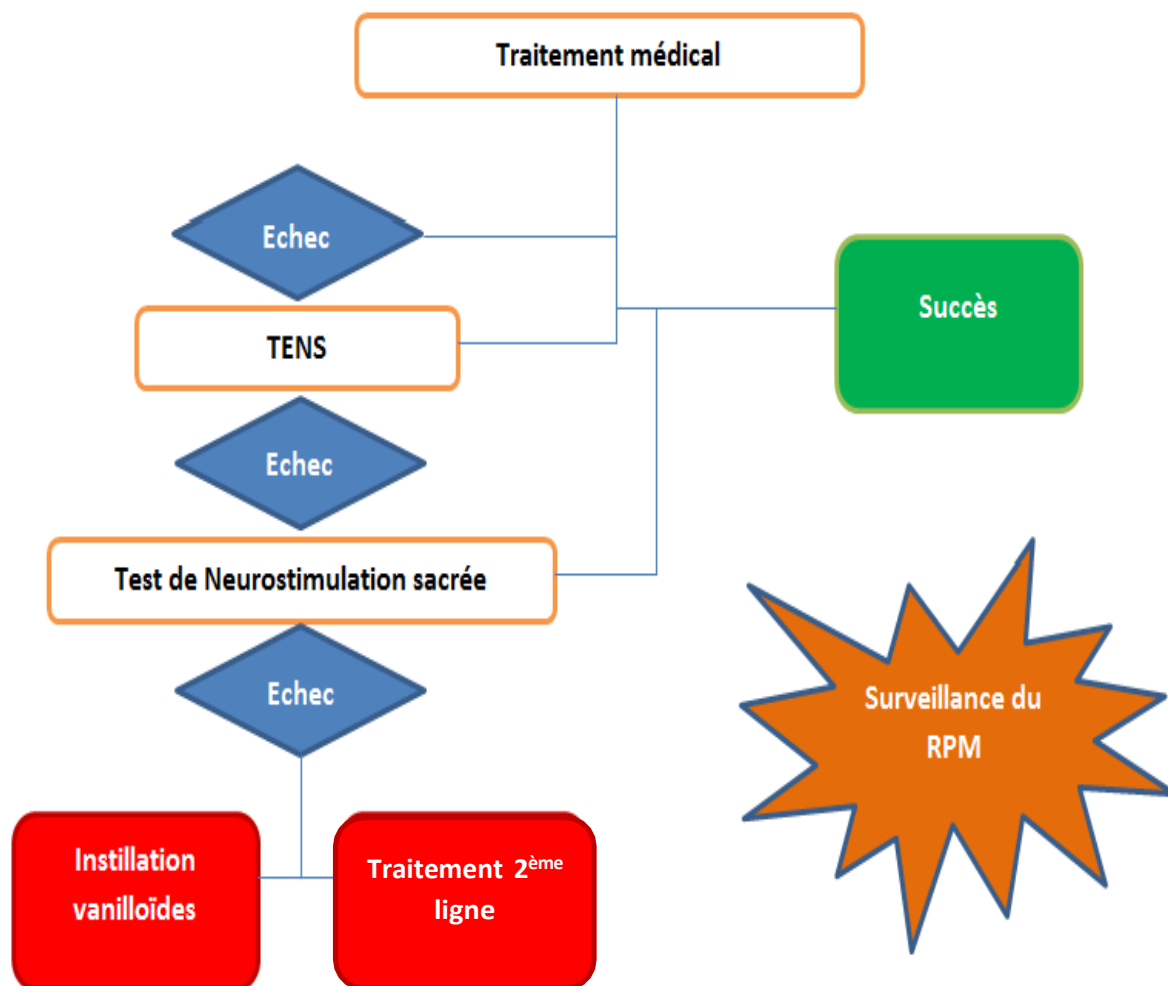 Traitement médical
Echec
Succès
TENS
Echec
Test de Neurostimulation sacrée
Echec
Surveillance du
RPM
Instillation
vanilloïdes
Traitement 2ème
ligne